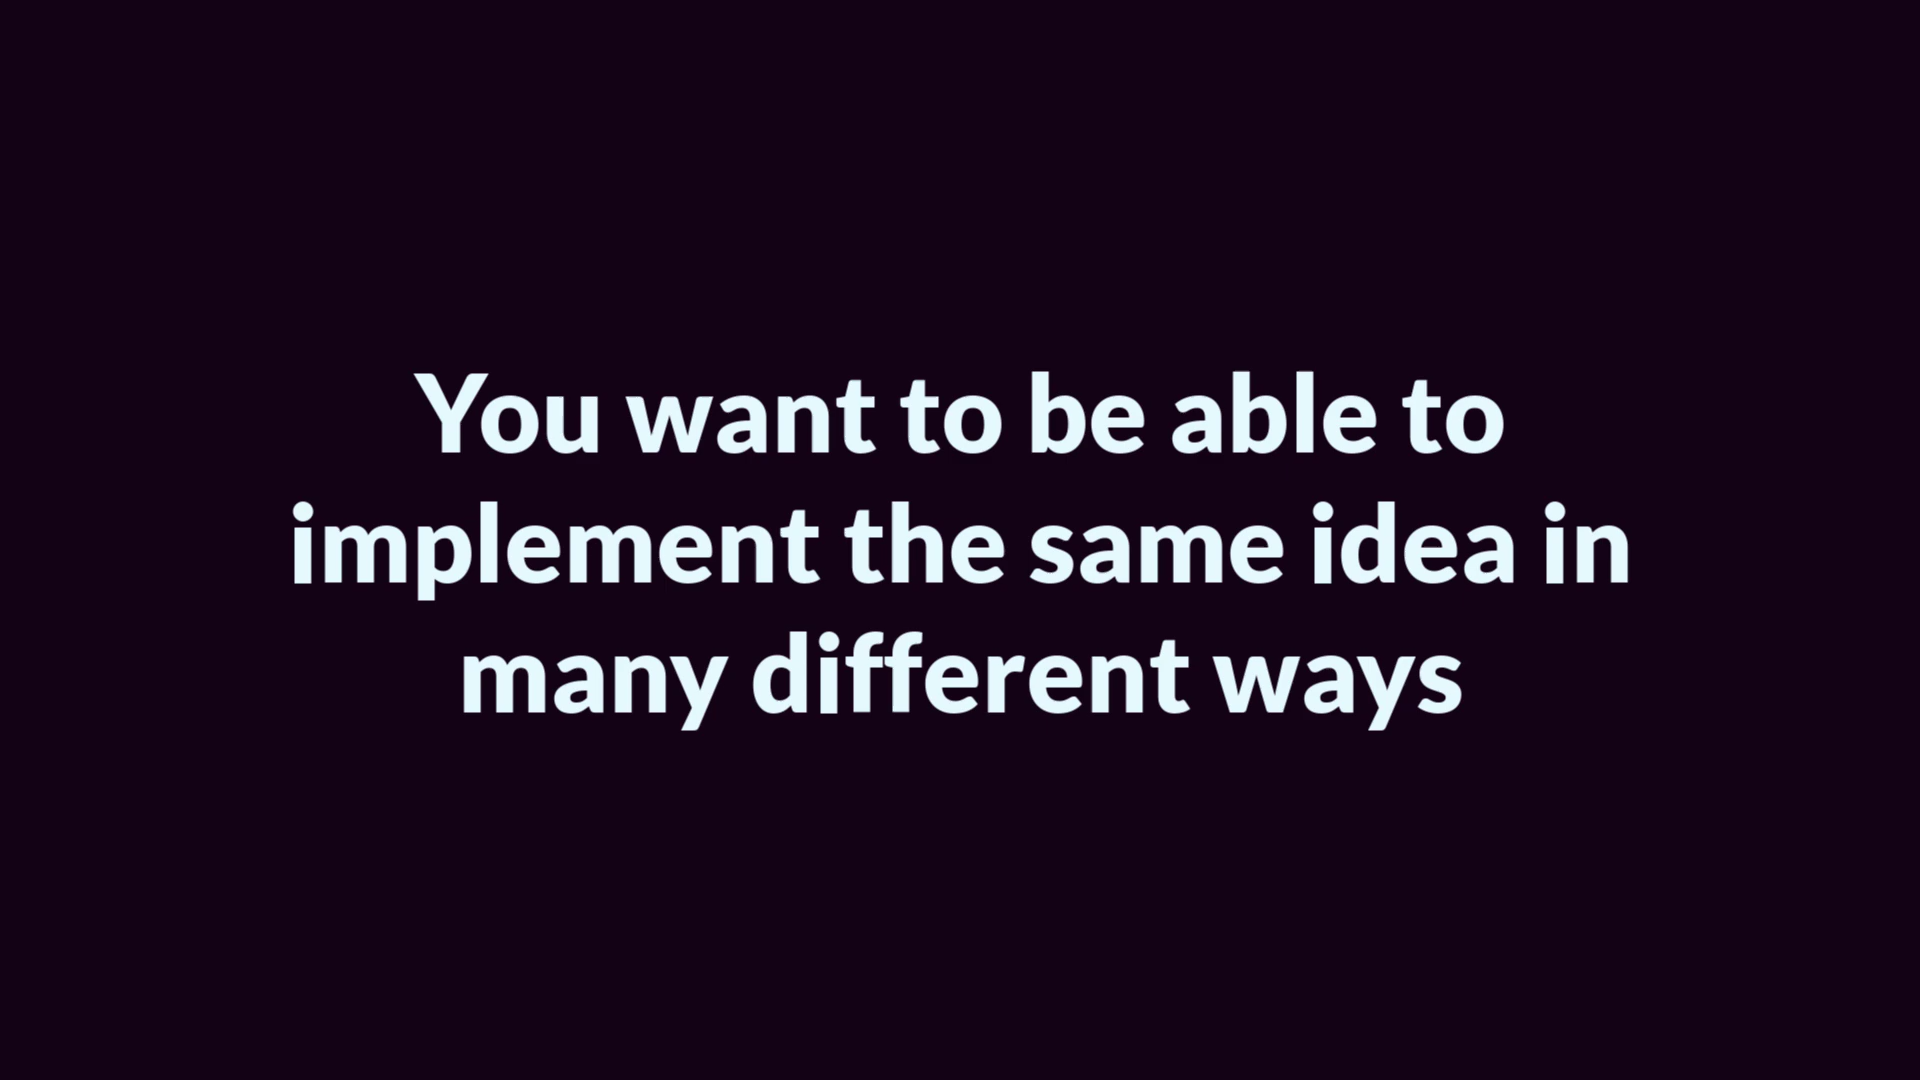 You want to be able to
implement the same idea in
many different ways